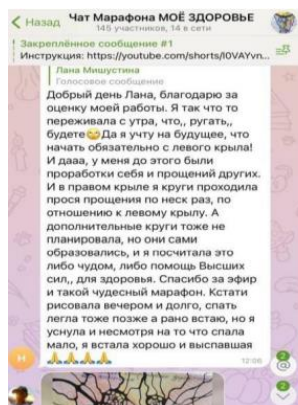 Назад
Чат Марафона МОЁ ЗДОРОВЬЕ
145 участников, 14 в сети
Закреплённое сообщение #1
Инструкция: https://youtube.com/shorts/l0VAYvn...
Лана Мишустина
Голосовое сообщение
Добрый день Лана, благодарю за
оценку моей работы. Я так что то
переживала с утра, что,, ругать,,
будете😅Да я учту на будущее, что
начать обязательно с левого крыла!
И дааа, у меня до этого были
проработки себя и прощений других.
И в правом крыле я круги проходила
прося прощения по неск раз, по
отношению к левому крылу. А
дополнительные круги тоже не
планировала, но они сами
образовались, и я посчитала это
либо чудом, либо помощь Высших
сил,, для здоровья. Спасибо за эфир
и такой чудесный марафон. Кстати
рисовала вечером и долго, спать
легла тоже позже а рано встаю, но я
уснула и несмотря на то что спала
мало, я встала хорошо и выспавшая
🙏🙏🙏🙏
12:06
Н
2
@
2